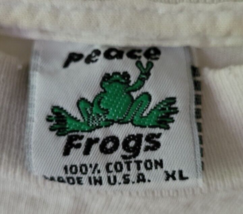 Peace
Frogs
100% COTTON
MADE IN U.S.A. XL